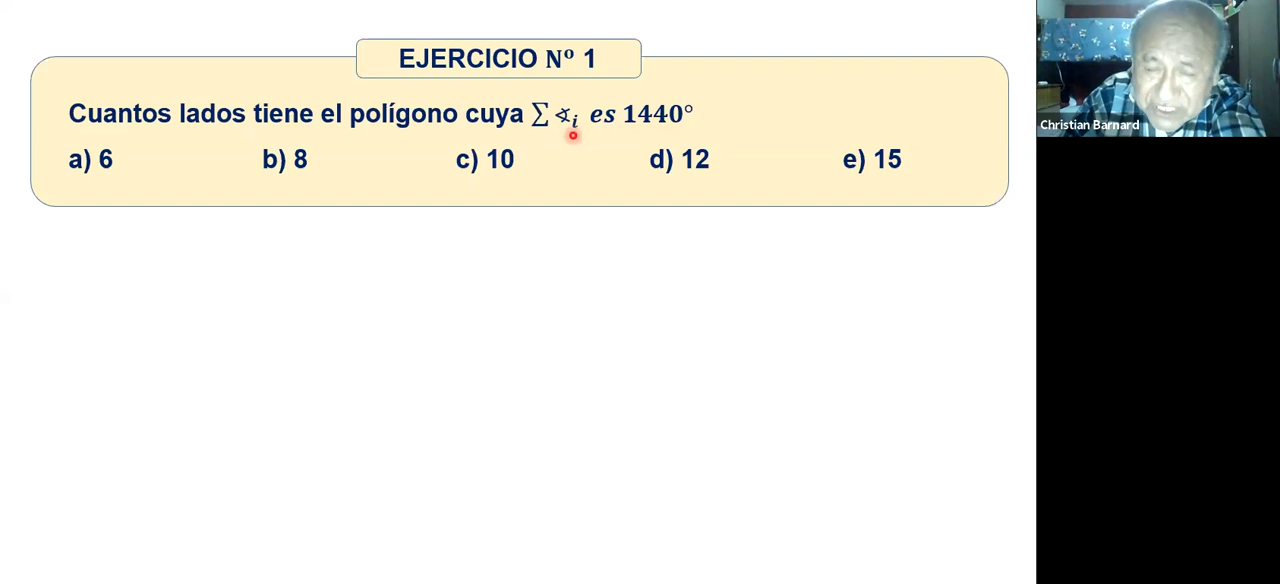 EJERCICIO Nº 1
Cuantos lados tiene el polígono cuya ∑ ∢ᵢ es 1440°
a) 6 b) 8 c) 10 d) 12 e) 15
Christian Barnard